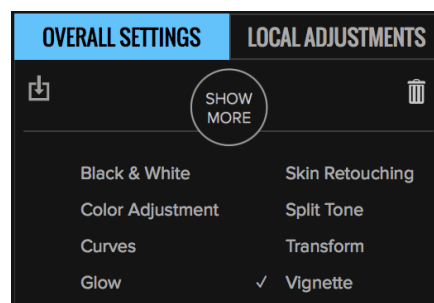 OVERALL SETTINGS
LOCAL ADJUSTMENTS
SHOW
MORE
Black & White
Skin Retouching
Color Adjustment
Split Tone
Curves
Transform
Glow
✓ Vignette